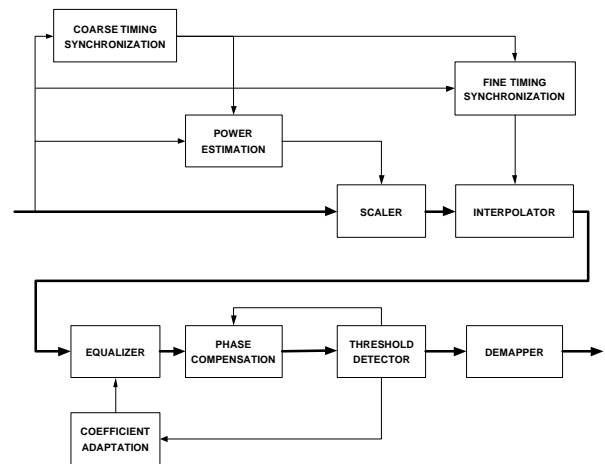 COARSE TIMING
SYNCHRONIZATION
FINE TIMING
SYNCHRONIZATION
POWER
ESTIMATION
SCALER
INTERPOLATOR
EQUALIZER
PHASE
COMPENSATION
THRESHOLD
DETECTOR
DEMAPPER
COEFFICIENT
ADAPTATION